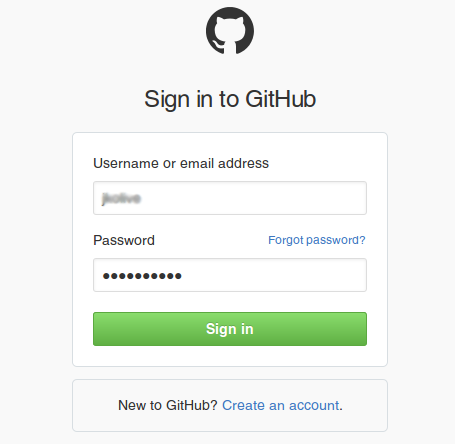 Sign in to GitHub
Username or email address
Password Forgot password?
●●●●●●●●●●
Sign in
New to GitHub? Create an account.